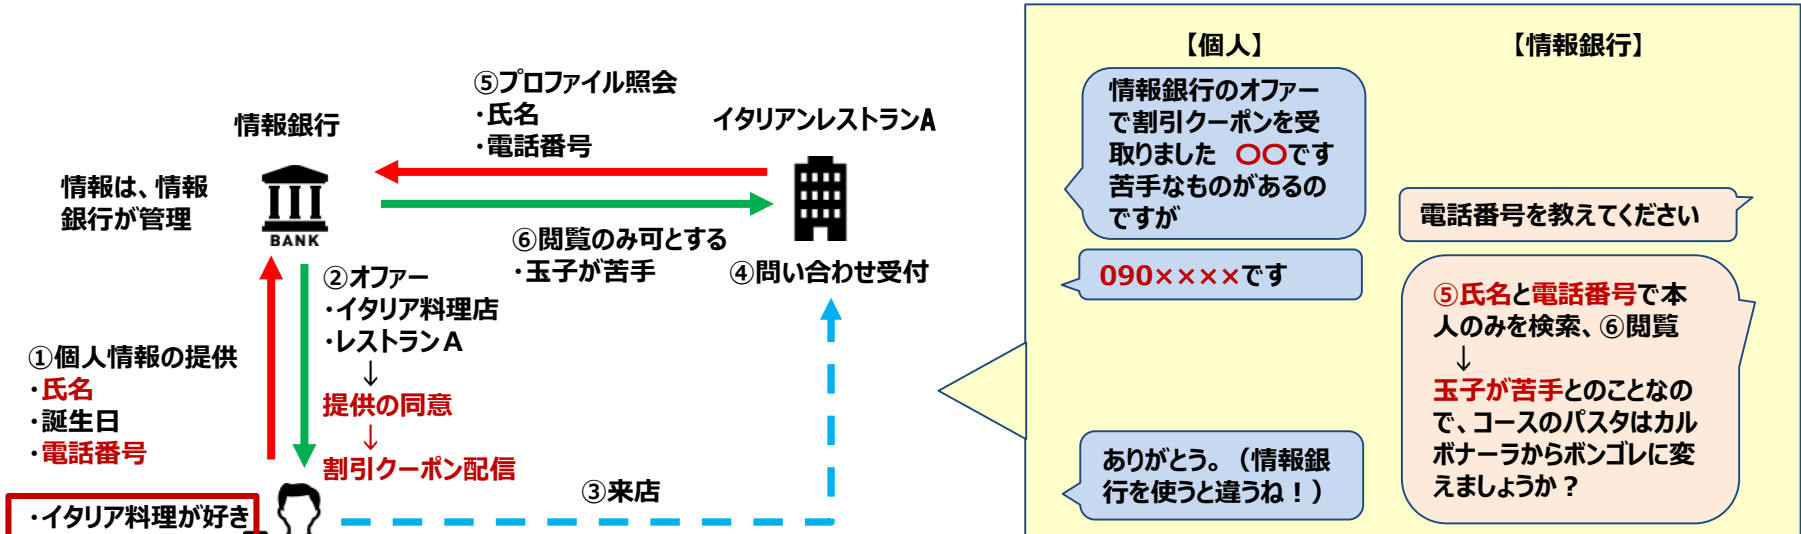 ⑤プロファイル照会
・氏名
・電話番号
情報銀行
イタリアンレストランA
情報は、情報
銀行が管理
BANK
⑥閲覧のみ可とする
・玉子が苦手
④問い合わせ受付
②オファー
・イタリア料理店
・レストランA
↓
提供の同意
↓
割引クーポン配信
①個人情報の提供
・氏名
・誕生日
・電話番号
・イタリア料理が好き
③来店
【個人】
【情報銀行】
情報銀行のオファー
で割引クーポンを受
取りました 〇〇です
苦手なものがあるの
ですが
電話番号を教えてください
090××××です
⑤氏名と電話番号で本
人のみを検索、⑥閲覧
↓
玉子が苦手とのことなの
で、コースのパスタはカル
ボナーラからボンゴレに変
えましょうか？
ありがとう。（情報銀
行を使うと違うね！）